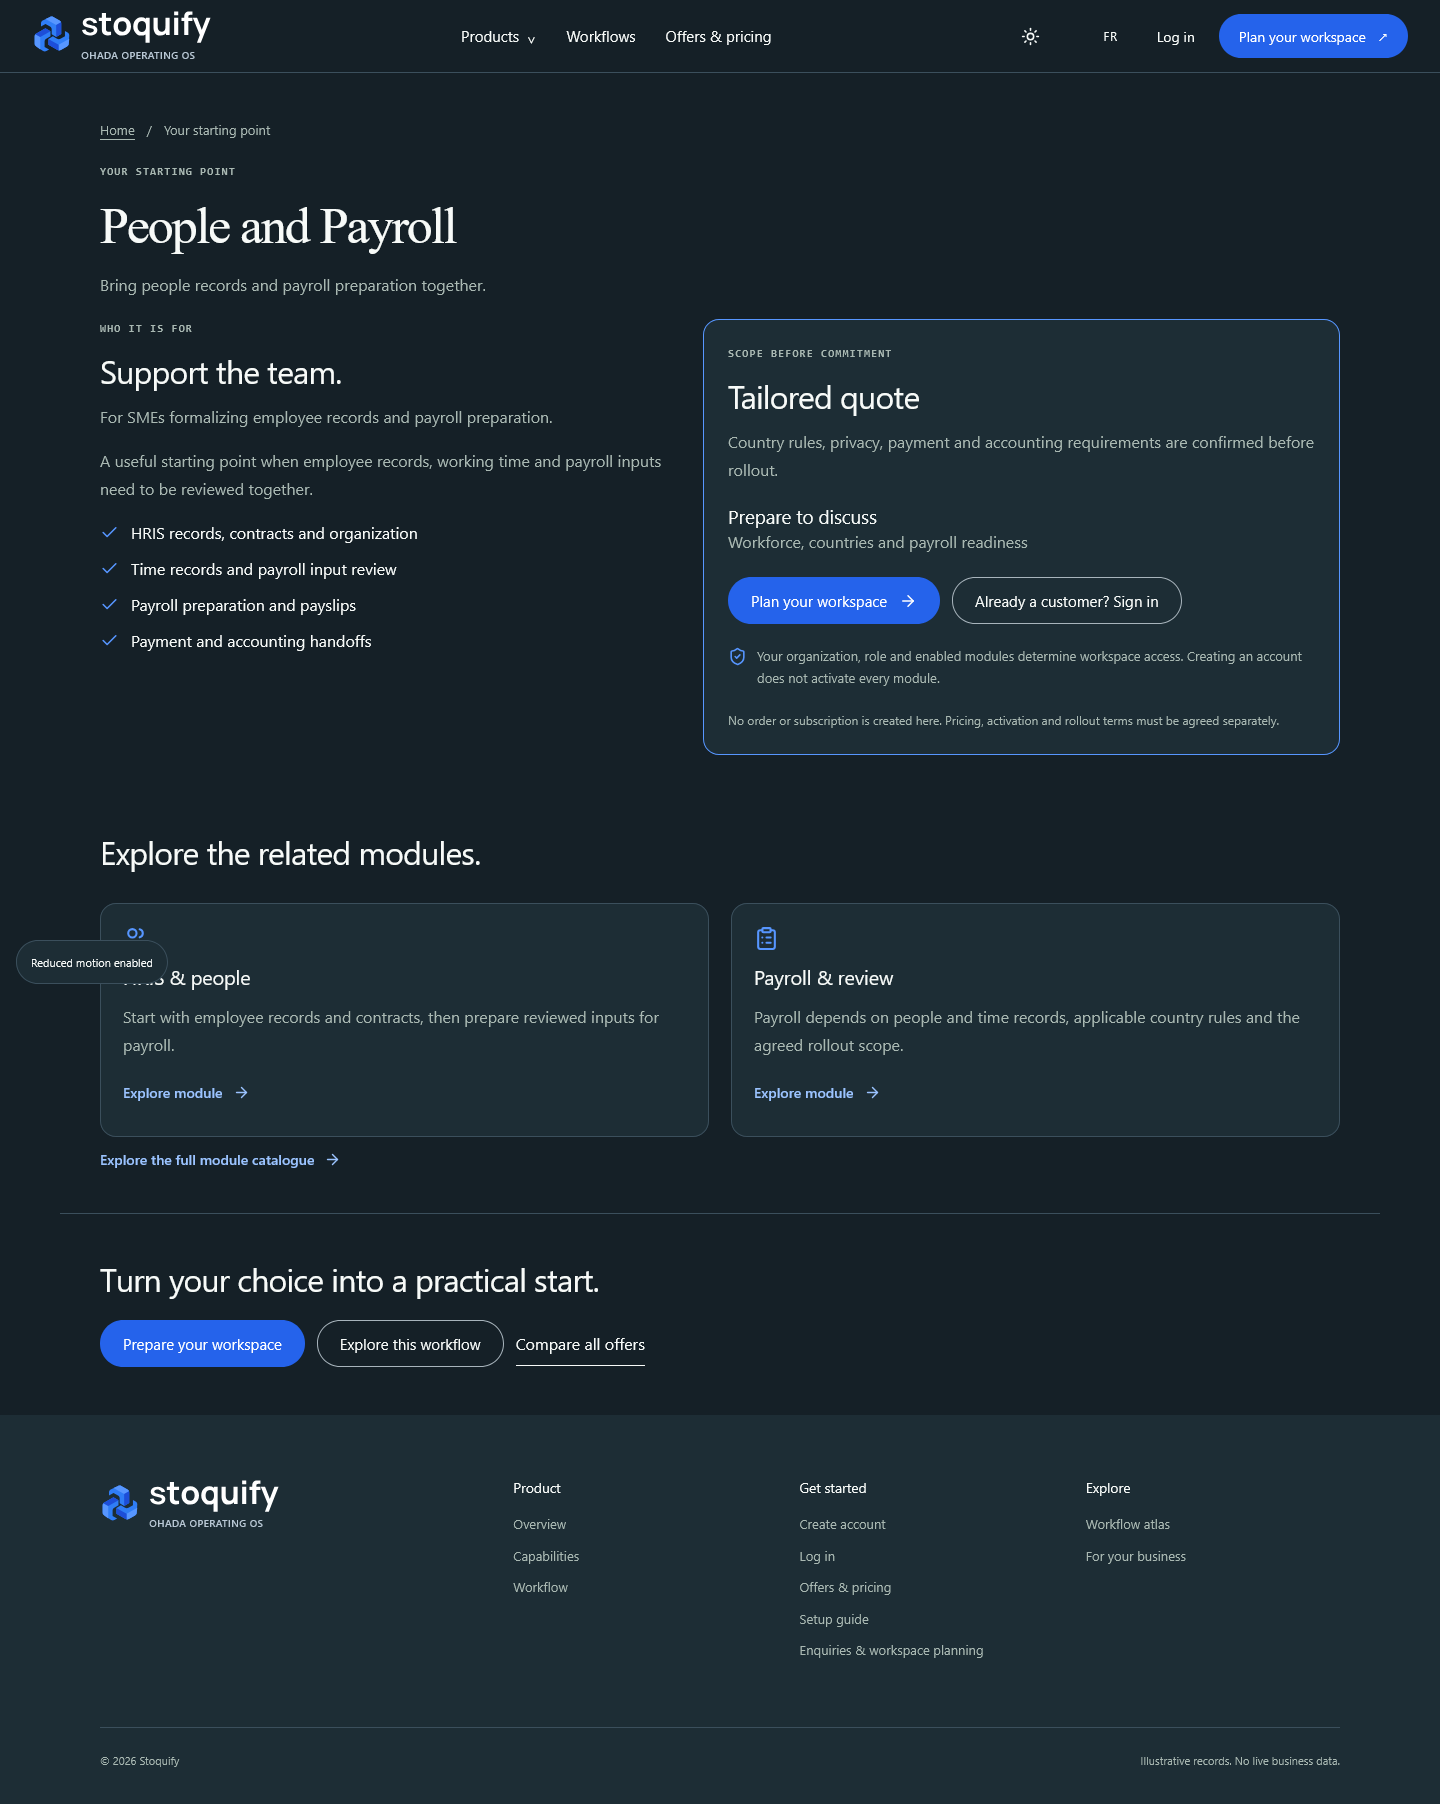 stoquify
OHADA OPERATING OS
Products
Workflows
Offers & pricing
FR
Log in
Plan your workspace ↗
Home / Your starting point
YOUR STARTING POINT
People and Payroll
Bring people records and payroll preparation together.
WHO IT IS FOR
Support the team.
For SMEs formalizing employee records and payroll preparation.
A useful starting point when employee records, working time and payroll inputs
need to be reviewed together.
HRIS records, contracts and organization
Time records and payroll input review
Payroll preparation and payslips
Payment and accounting handoffs
SCOPE BEFORE COMMITMENT
Tailored quote
Country rules, privacy, payment and accounting requirements are confirmed before
rollout.
Prepare to discuss
Workforce, countries and payroll readiness
Plan your workspace →
Already a customer? Sign in
Your organization, role and enabled modules determine workspace access. Creating an account
does not activate every module.
No order or subscription is created here. Pricing, activation and rollout terms must be agreed separately.
Explore the related modules.
Reduced motion enabled
& people
Start with employee records and contracts, then prepare reviewed inputs for
payroll.
Explore module →
Payroll & review
Payroll depends on people and time records, applicable country rules and the
agreed rollout scope.
Explore module →
Explore the full module catalogue →
Turn your choice into a practical start.
Prepare your workspace
Explore this workflow
Compare all offers
stoquify
OHADA OPERATING OS
Product
Overview
Capabilities
Workflow
Get started
Create account
Log in
Offers & pricing
Setup guide
Enquiries & workspace planning
Explore
Workflow atlas
For your business
© 2026 Stoquify
Illustrative records. No live business data.